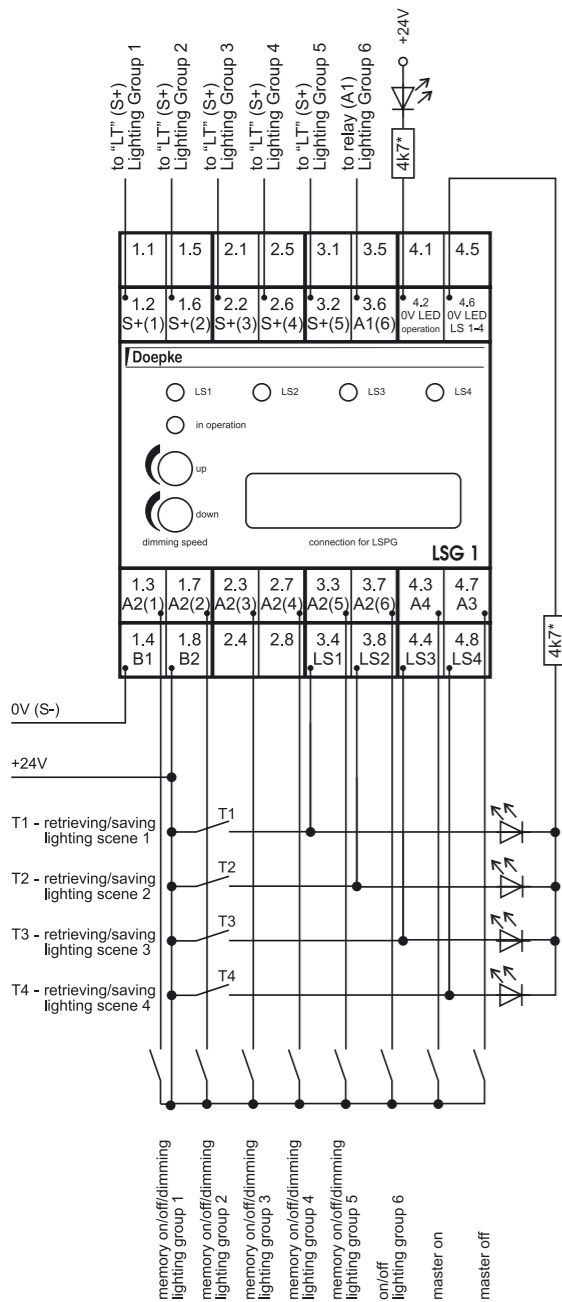 to "LT" (S+)
Lighting Group 1
to "LT" (S+)
Lighting Group 2
to "LT" (S+)
Lighting Group 3
to "LT" (S+)
Lighting Group 4
to "LT" (S+)
Lighting Group 5
to relay (A1)
Lighting Group 6
+24V
4k7*
1.1 1.5 2.1 2.5 3.1 3.5 4.1 4.5
1.2 1.6 2.2 2.6 3.2 3.6 4.2 4.6
S+(1) S+(2) S+(3) S+(4) S+(5) A1(6) 0V LED 0V LED
operation LS 1-4
Doepke
LS1 LS2 LS3 LS4
in operation
up
down
dimming speed connection for LSPG
LSG 1
1.3 1.7 2.3 2.7 3.3 3.7 4.3 4.7
A2(1) A2(2) A2(3) A2(4) A2(5) A2(6) A4 A3
1.4 1.8 2.4 2.8 3.4 3.8 4.4 4.8
B1 B2 LS1 LS2 LS3 LS4
4k7*
0V (S-)
+24V
T1 - retrieving/saving
lighting scene 1
T1
T2 - retrieving/saving
lighting scene 2
T2
T3 - retrieving/saving
lighting scene 3
T3
T4 - retrieving/saving
lighting scene 4
T4
memory on/off/dimming
lighting group 1
memory on/off/dimming
lighting group 2
memory on/off/dimming
lighting group 3
memory on/off/dimming
lighting group 4
memory on/off/dimming
lighting group 5
on/off
lighting group 6
master on
master off